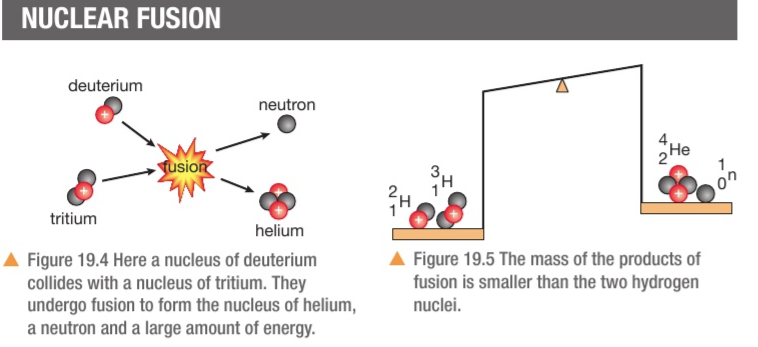 NUCLEAR FUSION
deuterium
neutron
fusion
tritium
helium
▲ Figure 19.4 Here a nucleus of deuterium
collides with a nucleus of tritium. They
undergo fusion to form the nucleus of helium,
a neutron and a large amount of energy.
2
1H
3
1H
4
2He
1
0n
▲ Figure 19.5 The mass of the products of
fusion is smaller than the two hydrogen
nuclei.